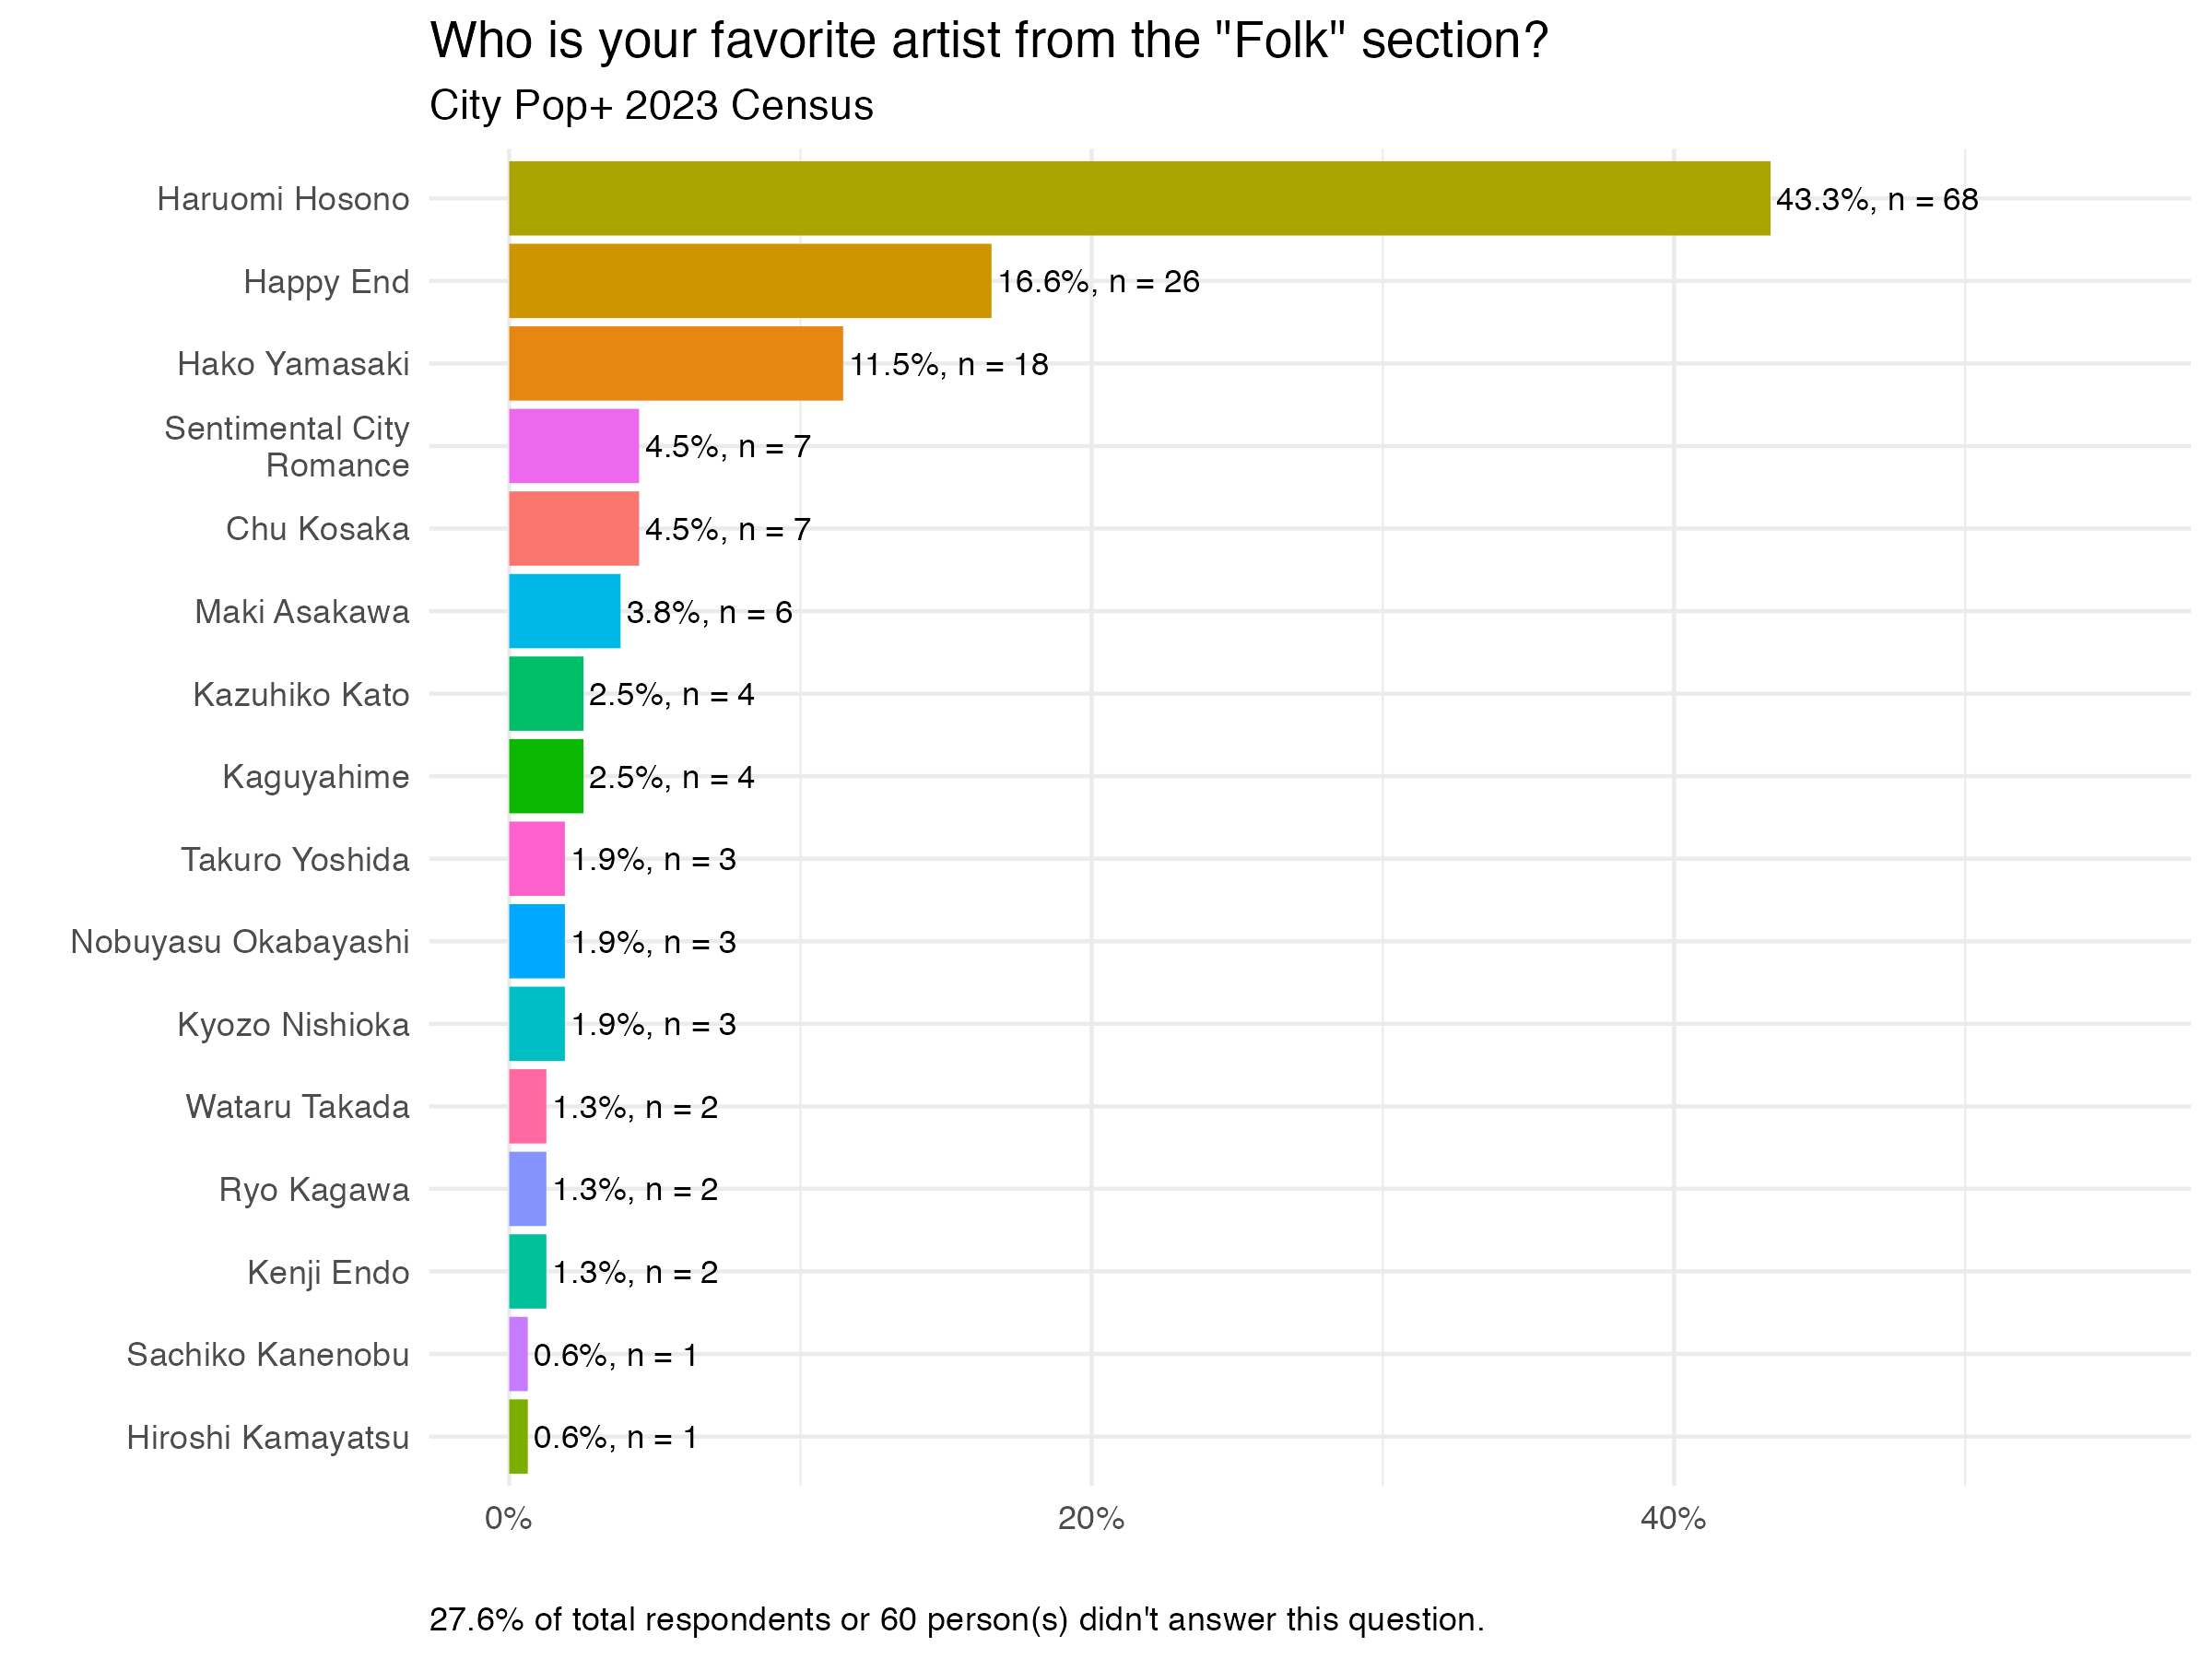 Who is your favorite artist from the "Folk" section?
City Pop+ 2023 Census
Haruomi Hosono 43.3%, n = 68
Happy End 16.6%, n = 26
Hako Yamasaki 11.5%, n = 18
Sentimental City
Romance 4.5%, n = 7
Chu Kosaka 4.5%, n = 7
Maki Asakawa 3.8%, n = 6
Kazuhiko Kato 2.5%, n = 4
Kaguyahime 2.5%, n = 4
Takuro Yoshida 1.9%, n = 3
Nobuyasu Okabayashi 1.9%, n = 3
Kyozo Nishioka 1.9%, n = 3
Wataru Takada 1.3%, n = 2
Ryo Kagawa 1.3%, n = 2
Kenji Endo 1.3%, n = 2
Sachiko Kanenobu 0.6%, n = 1
Hiroshi Kamayatsu 0.6%, n = 1
0% 20% 40%
27.6% of total respondents or 60 person(s) didn't answer this question.